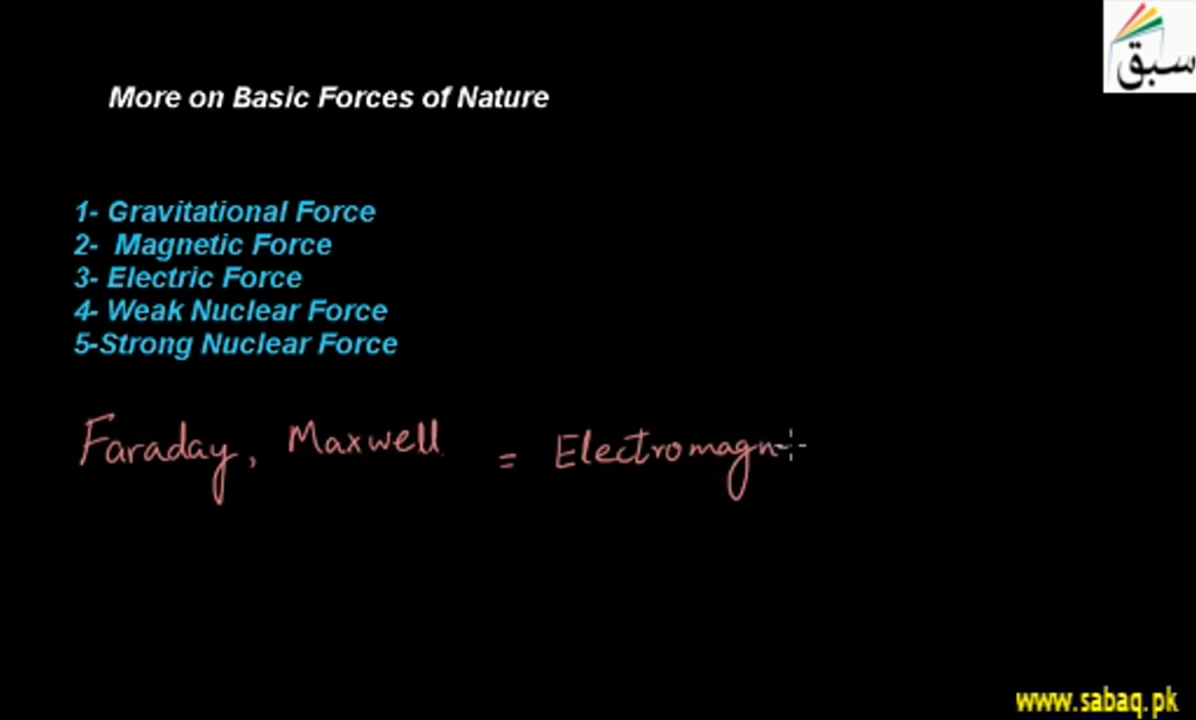 سبق
More on Basic Forces of Nature
1- Gravitational Force
2- Magnetic Force
3- Electric Force
4- Weak Nuclear Force
5-Strong Nuclear Force
Faraday, Maxwell = Electromagn
www.sabaq.pk